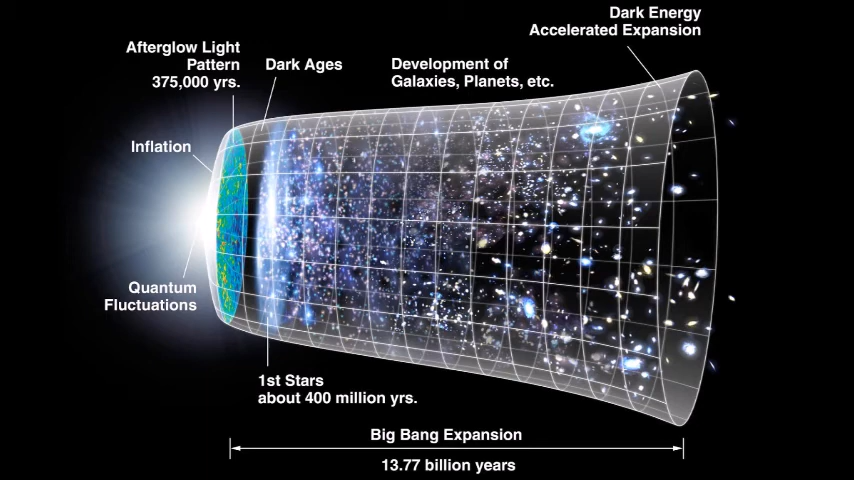 Dark Energy
Accelerated Expansion
Afterglow Light
Pattern
375,000 yrs.
Dark Ages
Development of
Galaxies, Planets, etc.
Inflation
Quantum
Fluctuations
1st Stars
about 400 million yrs.
Big Bang Expansion
13.77 billion years